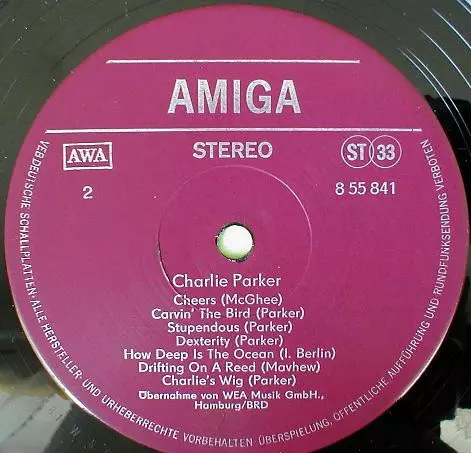 AMIGA
AWA
STEREO
ST 33
2
8 55 841
Charlie Parker
Cheers (McGhee)
Carvin' The Bird (Parker)
Stupendous (Parker)
Dexterity (Parker)
How Deep Is The Ocean (I. Berlin)
Drifting On A Reed (Mavhew)
Charlie's Wig (Parker)
Übernahme von WEA Musik GmbH.,
Hamburg/BRD
VEB DEUTSCHE SCHALLPLATTEN · ALLE HERSTELLER UND URHEBERRECHTE VORBEHALTEN · ÜBERSPIELUNG, ÖFFENTLICHE AUFFÜHRUNG UND RUNDFUNKSENDUNG VERBOTEN